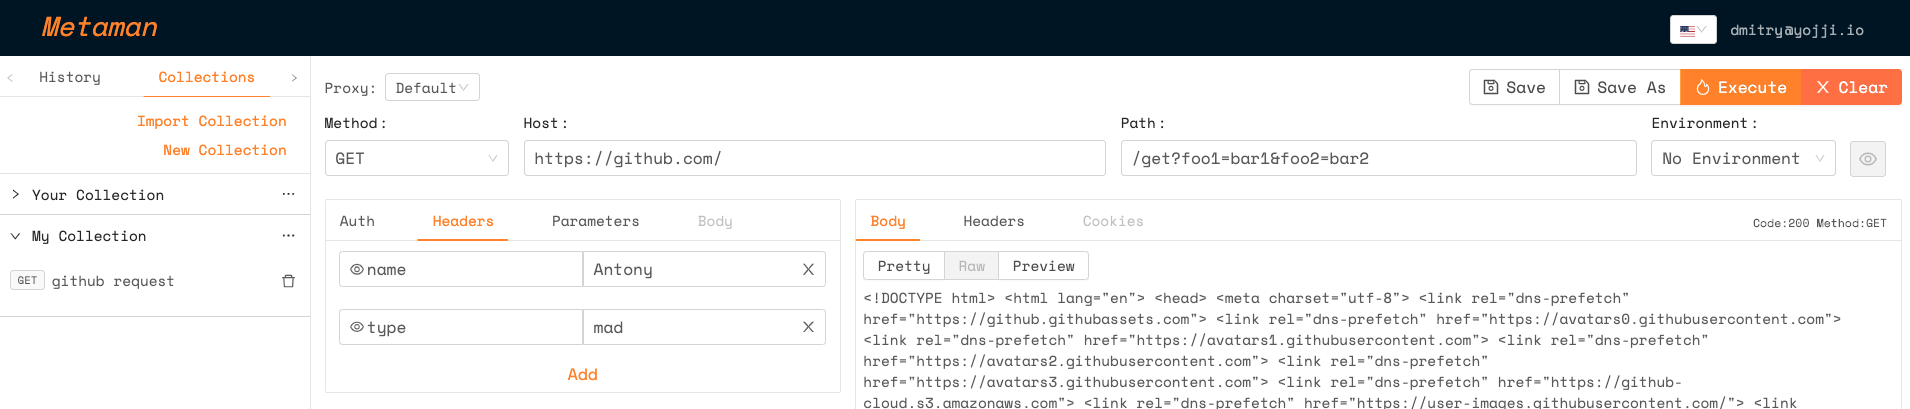 Metaman
dmitry@yojji.io
History Collections
Import Collection
New Collection
Your Collection ...
My Collection ...
GET github request
Proxy: Default
Save Save As Execute Clear
Method: Host: Path: Environment:
GET https://github.com/ /get?foo1=bar1&foo2=bar2 No Environment
Auth Headers Parameters Body
name Antony
type mad
Add
Body Headers Cookies Code:200 Method:GET
Pretty Raw Preview
<!DOCTYPE html> <html lang="en"> <head> <meta charset="utf-8"> <link rel="dns-prefetch"
href="https://github.githubassets.com"> <link rel="dns-prefetch" href="https://avatars0.githubusercontent.com">
<link rel="dns-prefetch" href="https://avatars1.githubusercontent.com"> <link rel="dns-prefetch"
href="https://avatars2.githubusercontent.com"> <link rel="dns-prefetch"
href="https://avatars3.githubusercontent.com"> <link rel="dns-prefetch" href="https://github-
cloud.s3.amazonaws.com"> <link rel="dns-prefetch" href="https://user-images.githubusercontent.com/"> <link